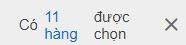 Có 11 hàng được chọn